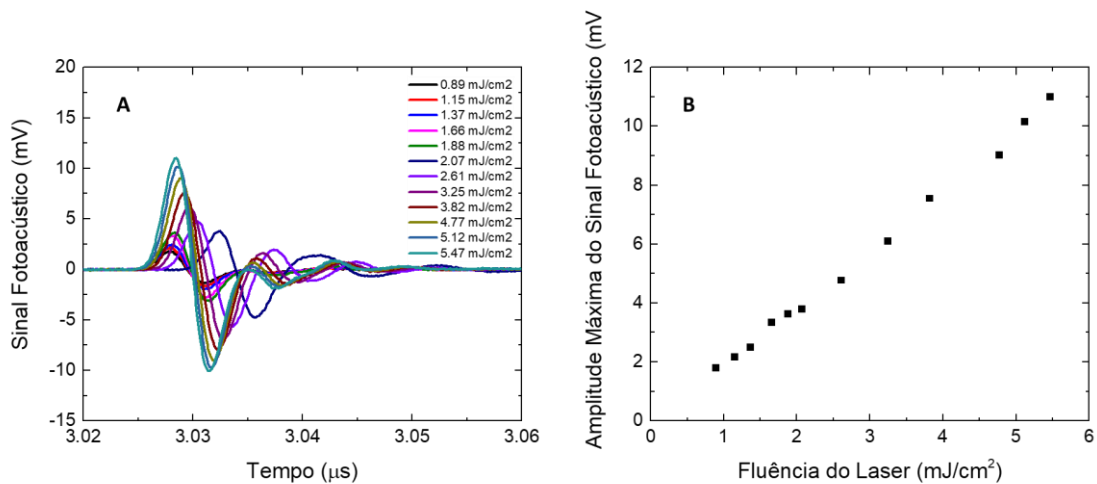 A
Sinal Fotoacústico (mV)
20
15
10
5
0
-5
-10
-15
3.02
3.03
3.04
3.05
3.06
Tempo (μs)
0.89 mJ/cm2
1.15 mJ/cm2
1.37 mJ/cm2
1.66 mJ/cm2
1.88 mJ/cm2
2.07 mJ/cm2
2.61 mJ/cm2
3.25 mJ/cm2
3.82 mJ/cm2
4.77 mJ/cm2
5.12 mJ/cm2
5.47 mJ/cm2
B
Amplitude Máxima do Sinal Fotoacústico (mV
12
10
8
6
4
2
0
0
1
2
3
4
5
6
Fluência do Laser (mJ/cm²)